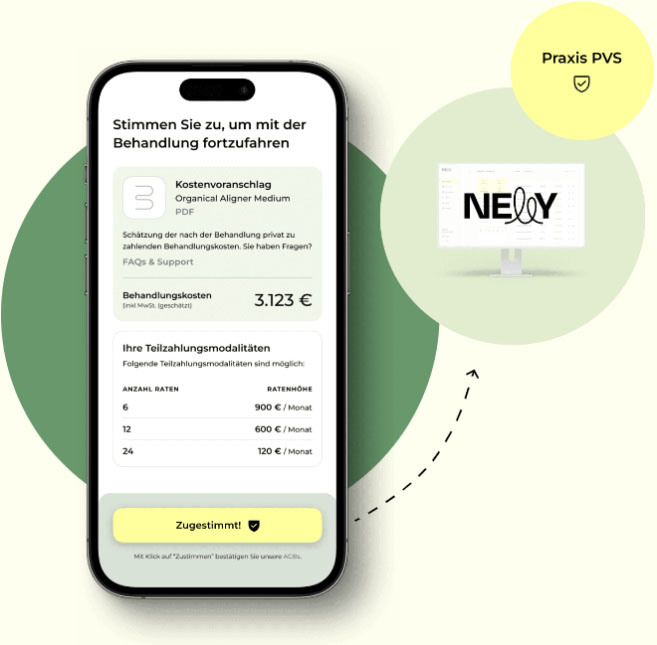 Praxis PVS
NELLY
Stimmen Sie zu, um mit der
Behandlung fortzufahren
Kostenvoranschlag
Organical Aligner Medium
PDF
Schätzung der nach der Behandlung privat zu
zahlenden Behandlungskosten. Sie haben Fragen?
FAQs & Support
Behandlungskosten
(inkl MwSt. (geschätzt)
3.123 €
Ihre Teilzahlungsmodalitäten
Folgende Teilzahlungsmodalitäten sind möglich:
ANZAHL RATEN RATENHÖHE
6 900 € / Monat
12 600 € / Monat
24 120 € / Monat
Zugestimmt!
Mit Klick auf "Zustimmen" bestätigen Sie unsere AGBs.